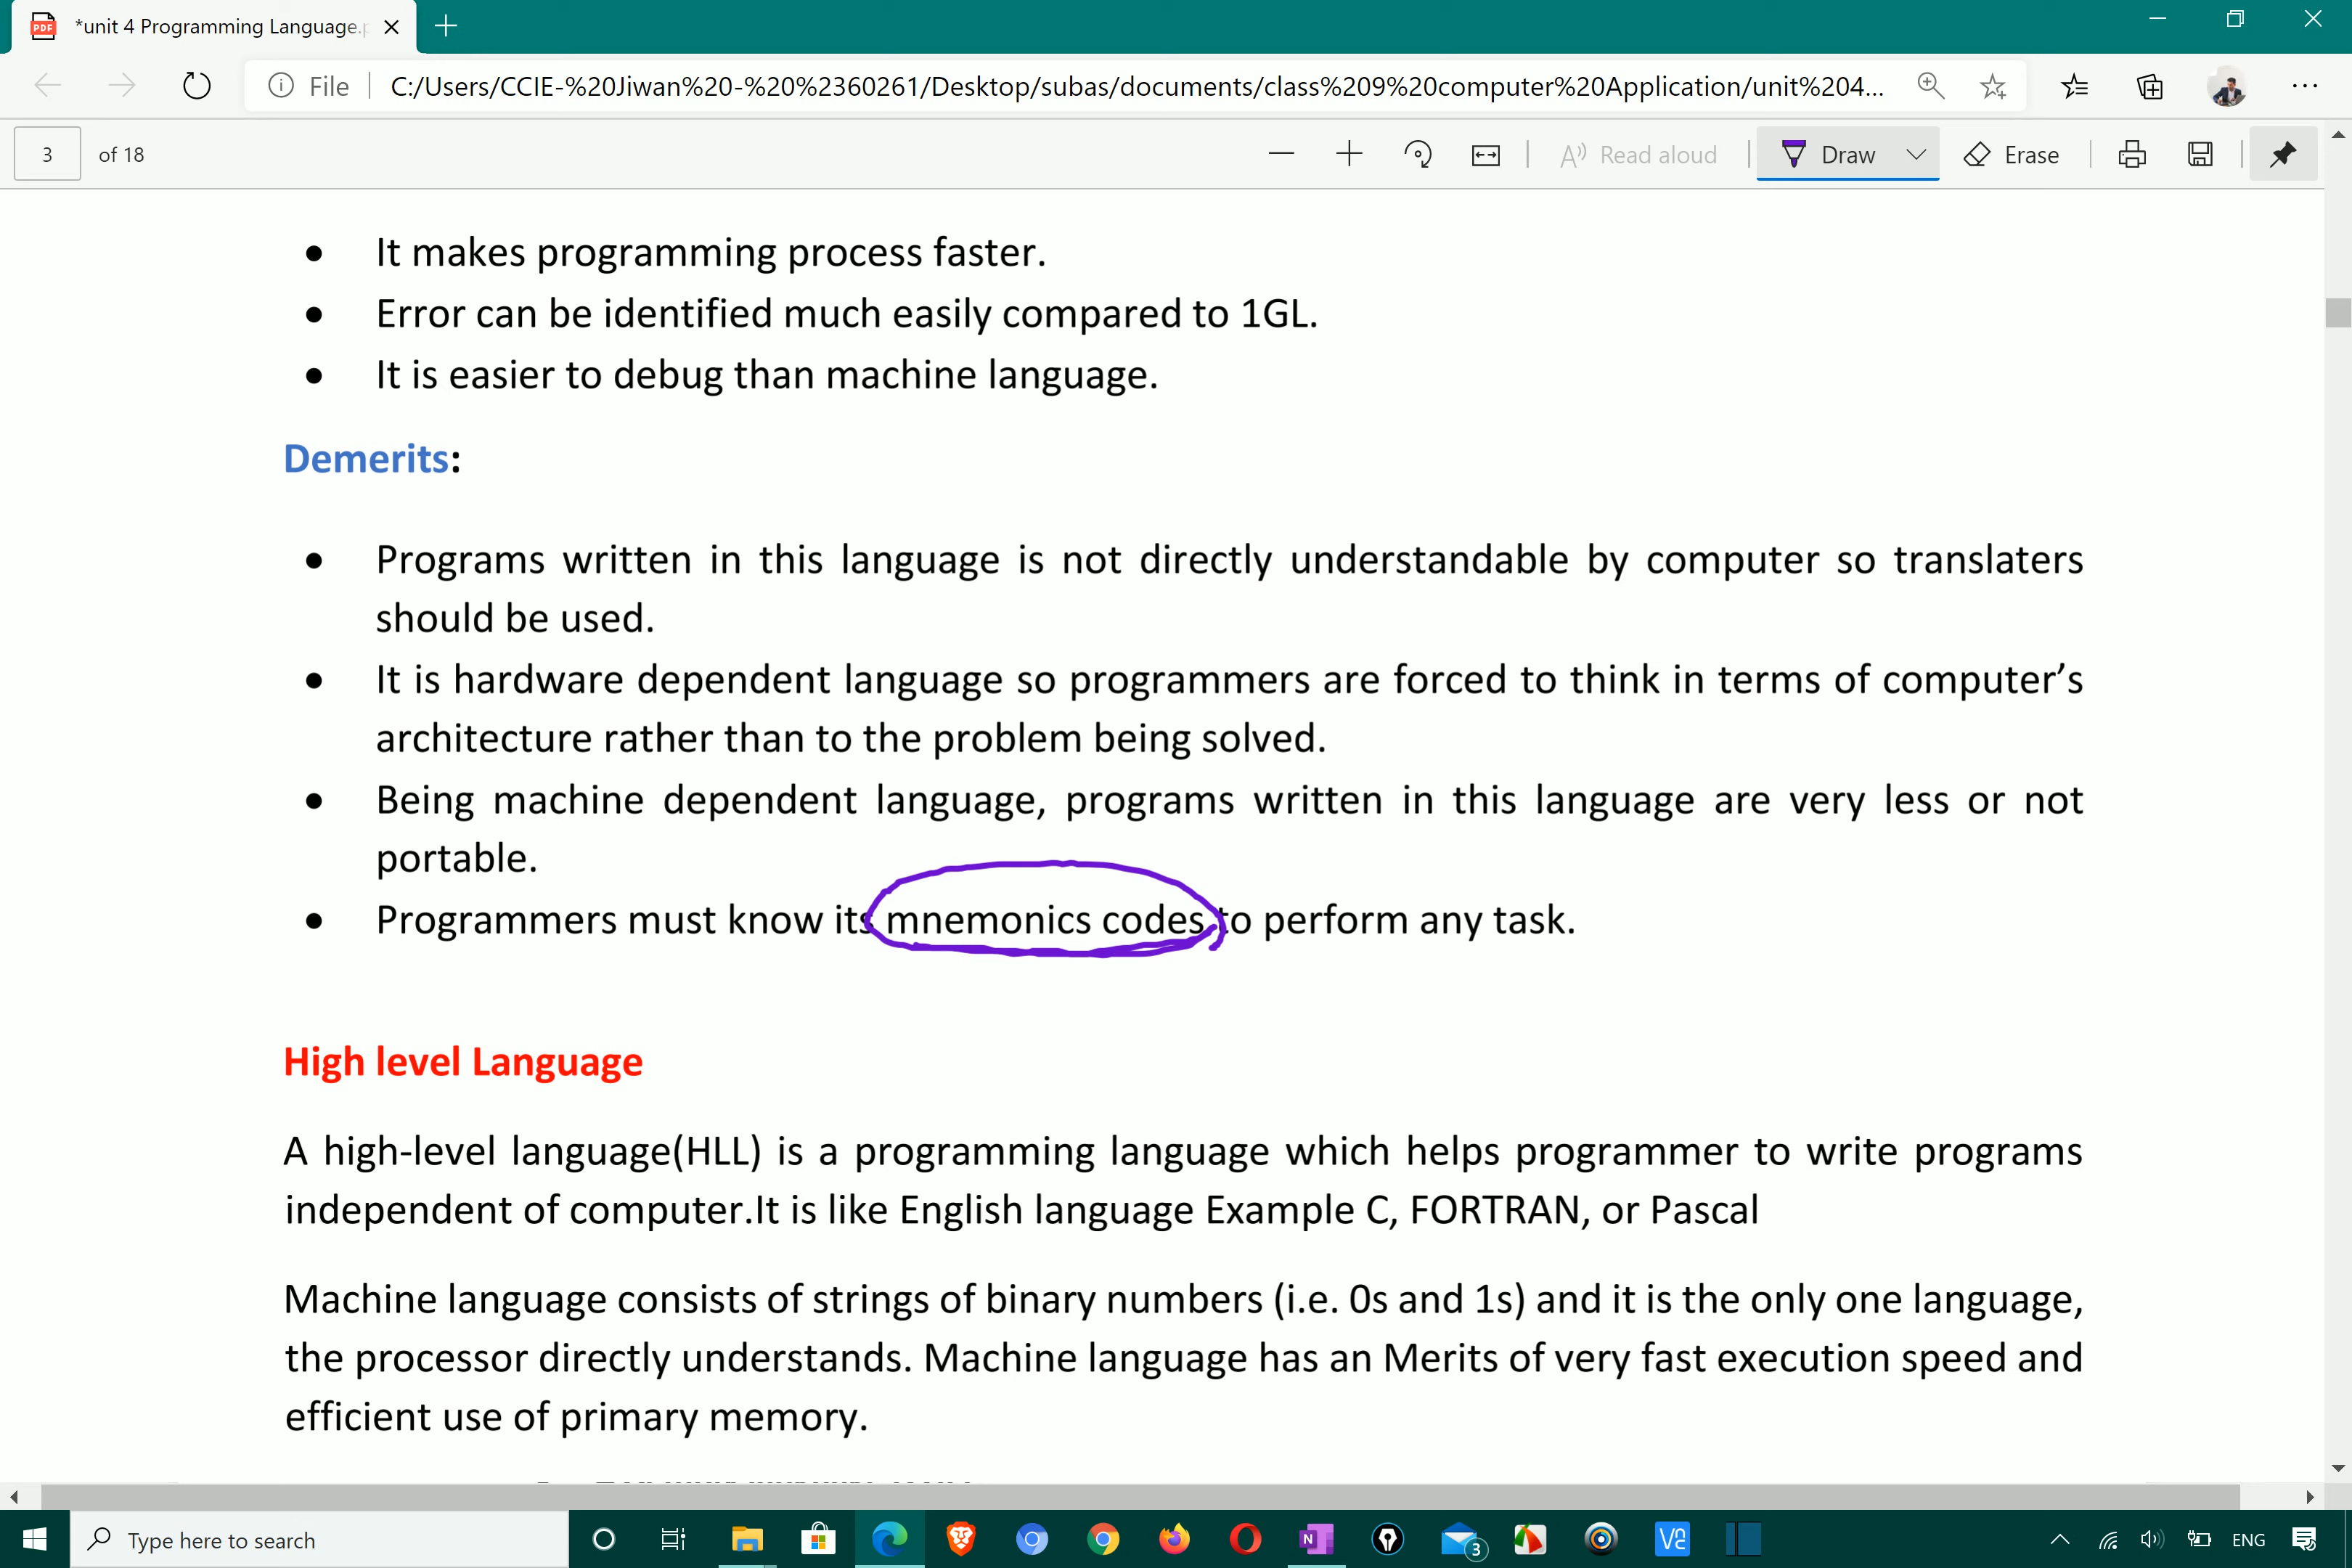 *unit 4 Programming Language.p
File
C:/Users/CCIE-%20Jiwan%20-%20%2360261/Desktop/subas/documents/class%209%20computer%20Application/unit%204...
3
of 18
Read aloud
Draw
Erase
• It makes programming process faster.
• Error can be identified much easily compared to 1GL.
• It is easier to debug than machine language.
Demerits:
• Programs written in this language is not directly understandable by computer so translaters
should be used.
• It is hardware dependent language so programmers are forced to think in terms of computer’s
architecture rather than to the problem being solved.
• Being machine dependent language, programs written in this language are very less or not
portable.
• Programmers must know its mnemonics codes to perform any task.
High level Language
A high-level language(HLL) is a programming language which helps programmer to write programs
independent of computer.It is like English language Example C, FORTRAN, or Pascal
Machine language consists of strings of binary numbers (i.e. 0s and 1s) and it is the only one language,
the processor directly understands. Machine language has an Merits of very fast execution speed and
efficient use of primary memory.
Type here to search
3
ENG